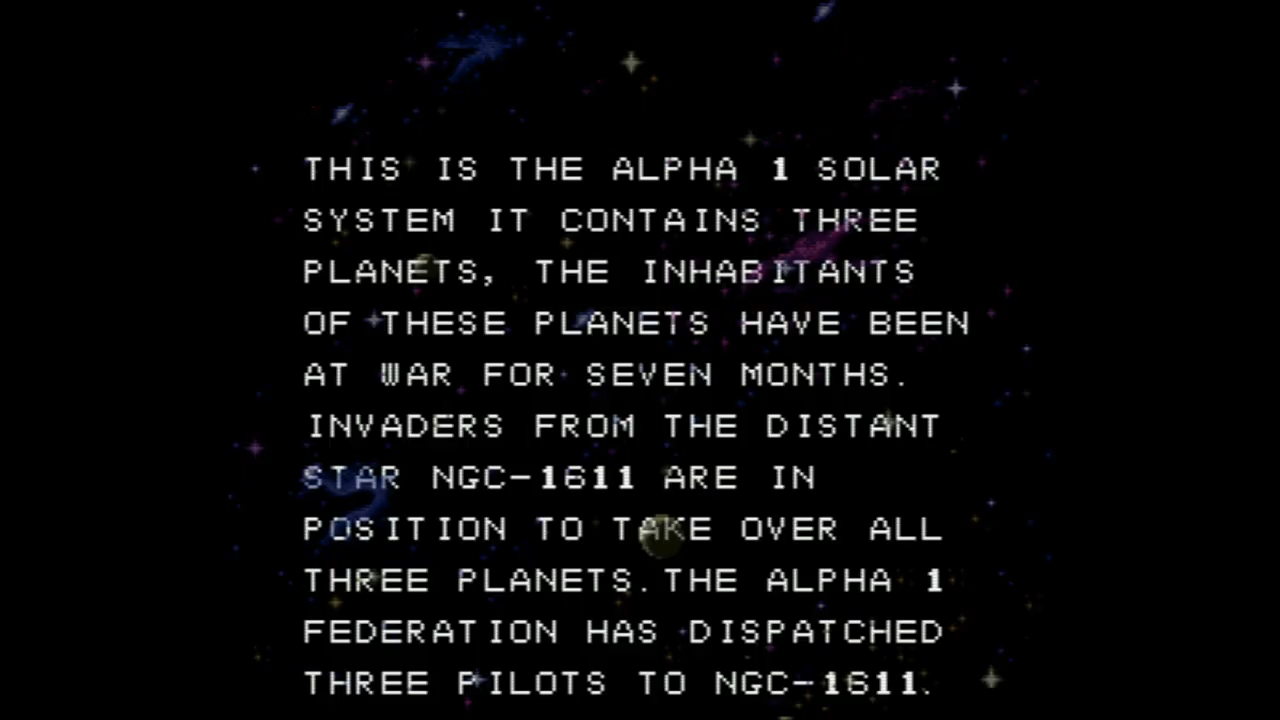 THIS IS THE ALPHA 1 SOLAR
SYSTEM IT CONTAINS THREE
PLANETS, THE INHABITANTS
OF THESE PLANETS HAVE BEEN
AT WAR FOR SEVEN MONTHS.
INVADERS FROM THE DISTANT
STAR NGC-1611 ARE IN
POSITION TO TAKE OVER ALL
THREE PLANETS.THE ALPHA 1
FEDERATION HAS DISPATCHED
THREE PILOTS TO NGC-1611.